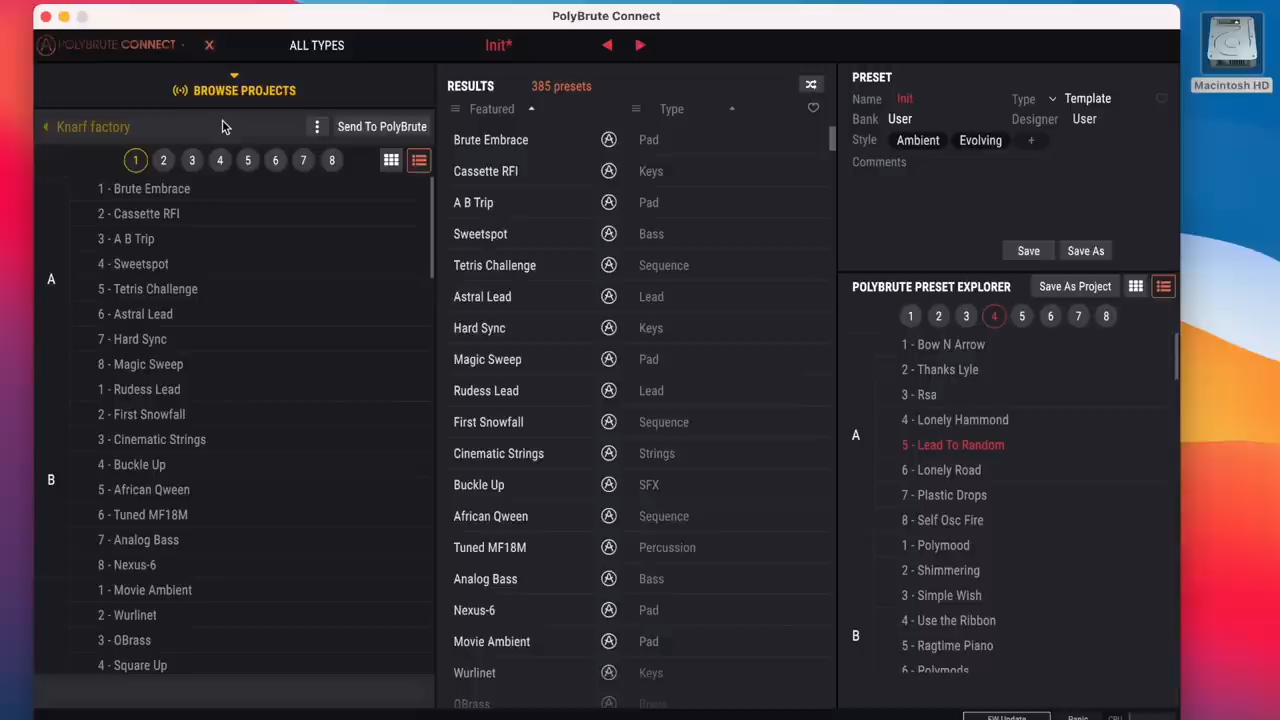 PolyBrute Connect
POLYBRUTE CONNECT
X
ALL TYPES
Init*
BROWSE PROJECTS
Knarf factory
Send To PolyBrute
1 2 3 4 5 6 7 8
A
1 - Brute Embrace
2 - Cassette RFI
3 - A B Trip
4 - Sweetspot
5 - Tetris Challenge
6 - Astral Lead
7 - Hard Sync
8 - Magic Sweep
B
1 - Rudess Lead
2 - First Snowfall
3 - Cinematic Strings
4 - Buckle Up
5 - African Qween
6 - Tuned MF18M
7 - Analog Bass
8 - Nexus-6
1 - Movie Ambient
2 - Wurlinet
3 - OBrass
4 - Square Up
RESULTS 385 presets
Featured Type
Brute Embrace Pad
Cassette RFI Keys
A B Trip Pad
Sweetspot Bass
Tetris Challenge Sequence
Astral Lead Lead
Hard Sync Keys
Magic Sweep Pad
Rudess Lead Lead
First Snowfall Sequence
Cinematic Strings Strings
Buckle Up SFX
African Qween Sequence
Tuned MF18M Percussion
Analog Bass Bass
Nexus-6 Pad
Movie Ambient Pad
Wurlinet Keys
OBrass
PRESET
Name Init Type Template
Bank User Designer User
Style Ambient Evolving +
Comments
Save Save As
POLYBRUTE PRESET EXPLORER Save As Project
1 2 3 4 5 6 7 8
A
1 - Bow N Arrow
2 - Thanks Lyle
3 - Rsa
4 - Lonely Hammond
5 - Lead To Random
6 - Lonely Road
7 - Plastic Drops
8 - Self Osc Fire
B
1 - Polymood
2 - Shimmering
3 - Simple Wish
4 - Use the Ribbon
5 - Ragtime Piano
6 - Polymods
FW Update Panic CPU
Macintosh HD